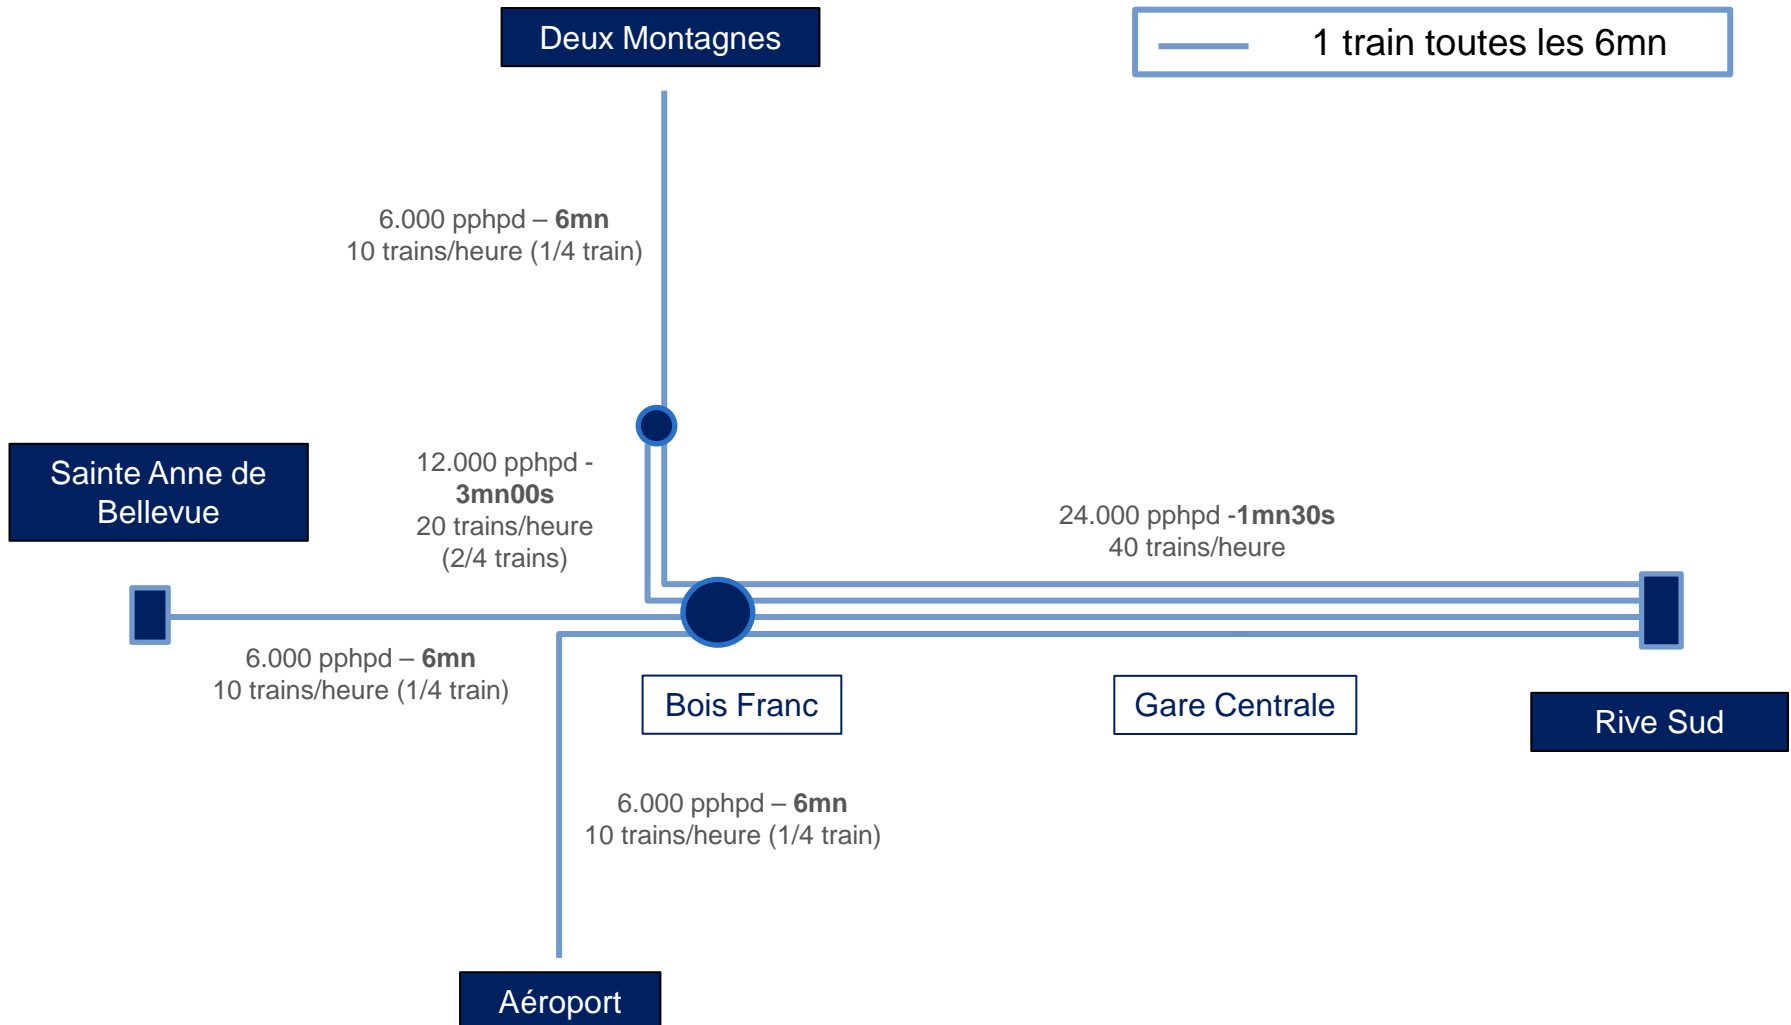 Deux Montagnes
1 train toutes les 6mn
6.000 pphpd – 6mn
10 trains/heure (1/4 train)
Sainte Anne de
Bellevue
12.000 pphpd -
3mn00s
20 trains/heure
(2/4 trains)
24.000 pphpd -1mn30s
40 trains/heure
6.000 pphpd – 6mn
10 trains/heure (1/4 train)
Bois Franc
Gare Centrale
Rive Sud
6.000 pphpd – 6mn
10 trains/heure (1/4 train)
Aéroport